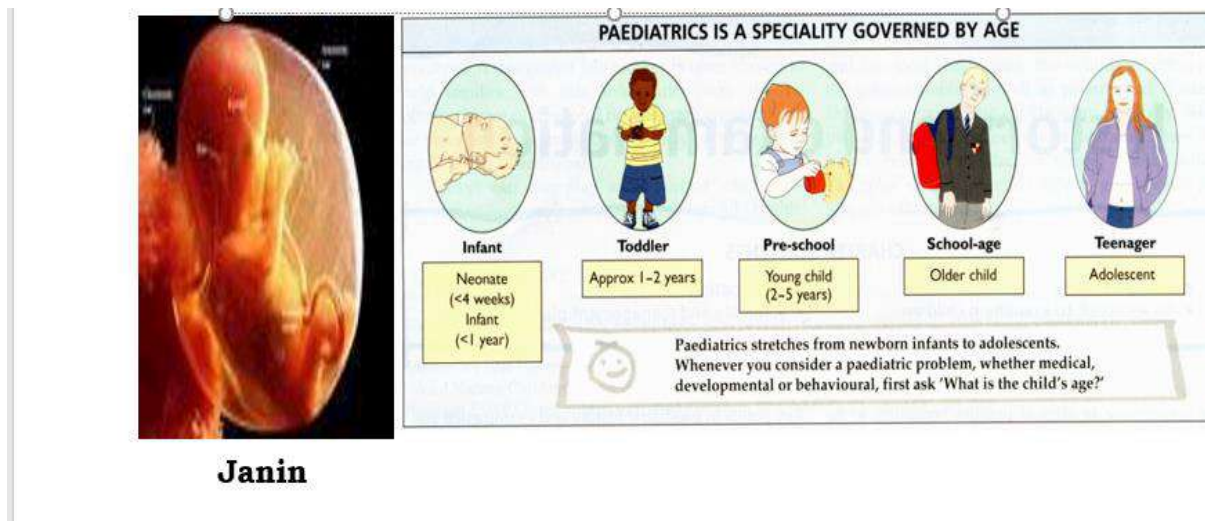 PAEDIATRICS IS A SPECIALITY GOVERNED BY AGE
Infant
Neonate
(<4 weeks)
Infant
(<1 year)
Toddler
Approx 1–2 years
Pre-school
Young child
(2–5 years)
School-age
Older child
Teenager
Adolescent
Paediatrics stretches from newborn infants to adolescents.
Whenever you consider a paediatric problem, whether medical,
developmental or behavioural, first ask ‘What is the child's age?’
Janin